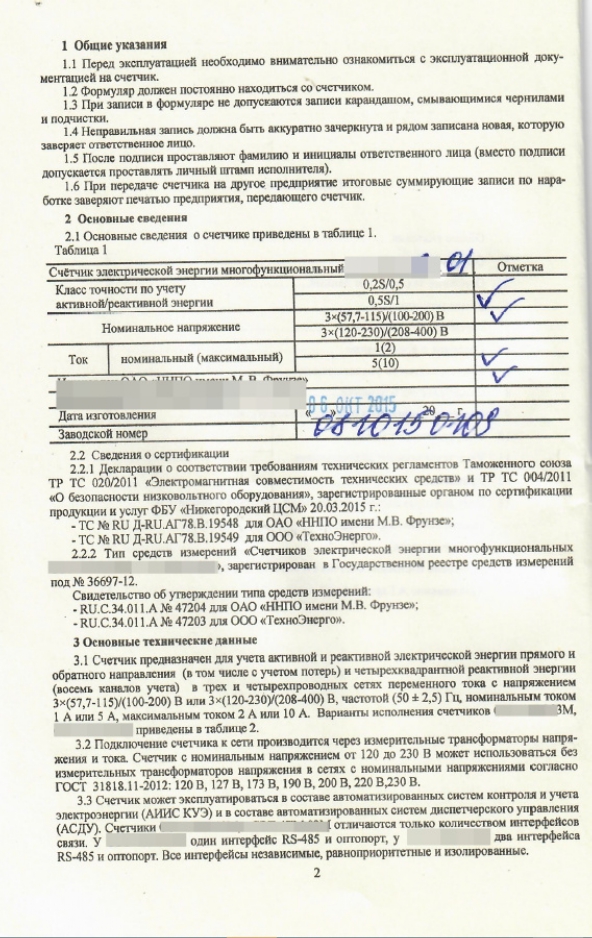 1 Общие указания
1.1 Перед эксплуатацией необходимо внимательно ознакомиться с эксплуатационной доку-
ментацией на счетчик.
1.2 Формуляр должен постоянно находиться со счетчиком.
1.3 При записи в формуляре не допускаются записи карандашом, смывающимися чернилами
и подчистки.
1.4 Неправильная запись должна быть аккуратно зачеркнута и рядом записана новая, которую
заверяет ответственное лицо.
1.5 После подписи проставляют фамилию и инициалы ответственного лица (вместо подписи
допускается проставлять личный штамп исполнителя).
1.6 При передаче счетчика на другое предприятие итоговые суммирующие записи по нара-
ботке заверяют печатью предприятия, передающего счетчик.
2 Основные сведения
2.1 Основные сведения о счетчике приведены в таблице 1.
Таблица 1
Счётчик электрической энергии многофункциональный 01 Отметка
Класс точности по учету
активной/реактивной энергии
0,2S/0,5
0,5S/1
Номинальное напряжение
3×(57,7-115)/(100-200) В
3×(120-230)/(208-400) В
Ток номинальный (максимальный)
1(2)
5(10)
ОАО «ННПО имени М.В. Фрунзе»
Дата изготовления « » 20 г.
06 ОКТ 2015
Заводской номер 0810150109
2.2 Сведения о сертификации
2.2.1 Декларации о соответствии требованиям технических регламентов Таможенного союза
ТР ТС 020/2011 «Электромагнитная совместимость технических средств» и ТР ТС 004/2011
«О безопасности низковольтного оборудования», зарегистрированные органом по сертификации
продукции и услуг ФБУ «Нижегородский ЦСМ» 20.03.2015 г.:
- ТС № RU Д-RU.АГ78.В.19548 для ОАО «ННПО имени М.В. Фрунзе»;
- ТС № RU Д-RU.АГ78.В.19549 для ООО «ТехноЭнерго».
2.2.2 Тип средств измерений «Счетчиков электрической энергии многофункциональных
», зарегистрирован в Государственном реестре средств измерений
под № 36697-12.
Свидетельство об утверждении типа средств измерений:
- RU.C.34.011.A № 47204 для ОАО «ННПО имени М.В. Фрунзе»;
- RU.C.34.011.A № 47203 для ООО «ТехноЭнерго».
3 Основные технические данные
3.1 Счетчик предназначен для учета активной и реактивной электрической энергии прямого и
обратного направления (в том числе с учетом потерь) и четырехквадрантной реактивной энергии
(восемь каналов учета) в трех и четырехпроводных сетях переменного тока с напряжением
3×(57,7-115)/(100-200) В или 3×(120-230)/(208-400) В, частотой (50 ± 2,5) Гц, номинальным током
1 А или 5 А, максимальным током 2 А или 10 А. Варианты исполнения счетчиков 3М,
приведены в таблице 2.
3.2 Подключение счетчика к сети производится через измерительные трансформаторы напря-
жения и тока. Счетчик с номинальным напряжением от 120 до 230 В может использоваться без
измерительных трансформаторов напряжения в сетях с номинальными напряжениями согласно
ГОСТ 31818.11-2012: 120 В, 127 В, 173 В, 190 В, 200 В, 220 В,230 В.
3.3 Счетчик может эксплуатироваться в составе автоматизированных систем контроля и учета
электроэнергии (АИИС КУЭ) и в составе автоматизированных систем диспетчерского управления
(АСДУ). Счетчики отличаются только количеством интерфейсов
связи. У один интерфейс RS-485 и оптопорт, у два интерфейса
RS-485 и оптопорт. Все интерфейсы независимые, равноприоритетные и изолированные.
2